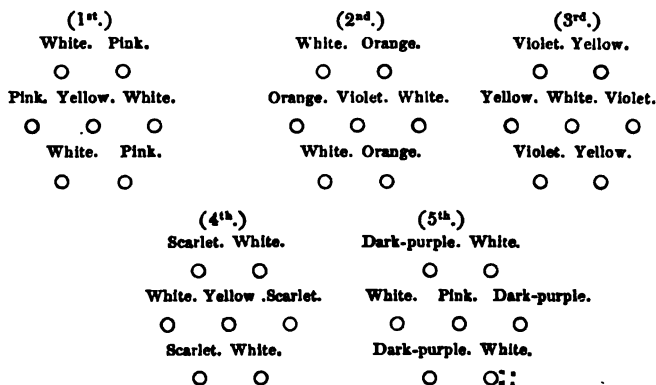 (1st.) (2nd.) (3rd.)
White. Pink. White. Orange. Violet. Yellow.
Pink. Yellow. White. Orange. Violet. White. Yellow. White. Violet.
White. Pink. White. Orange. Violet. Yellow.
(4th.) (5th.)
Scarlet. White. Dark-purple. White.
White. Yellow .Scarlet. White. Pink. Dark-purple.
Scarlet. White. Dark-purple. White.